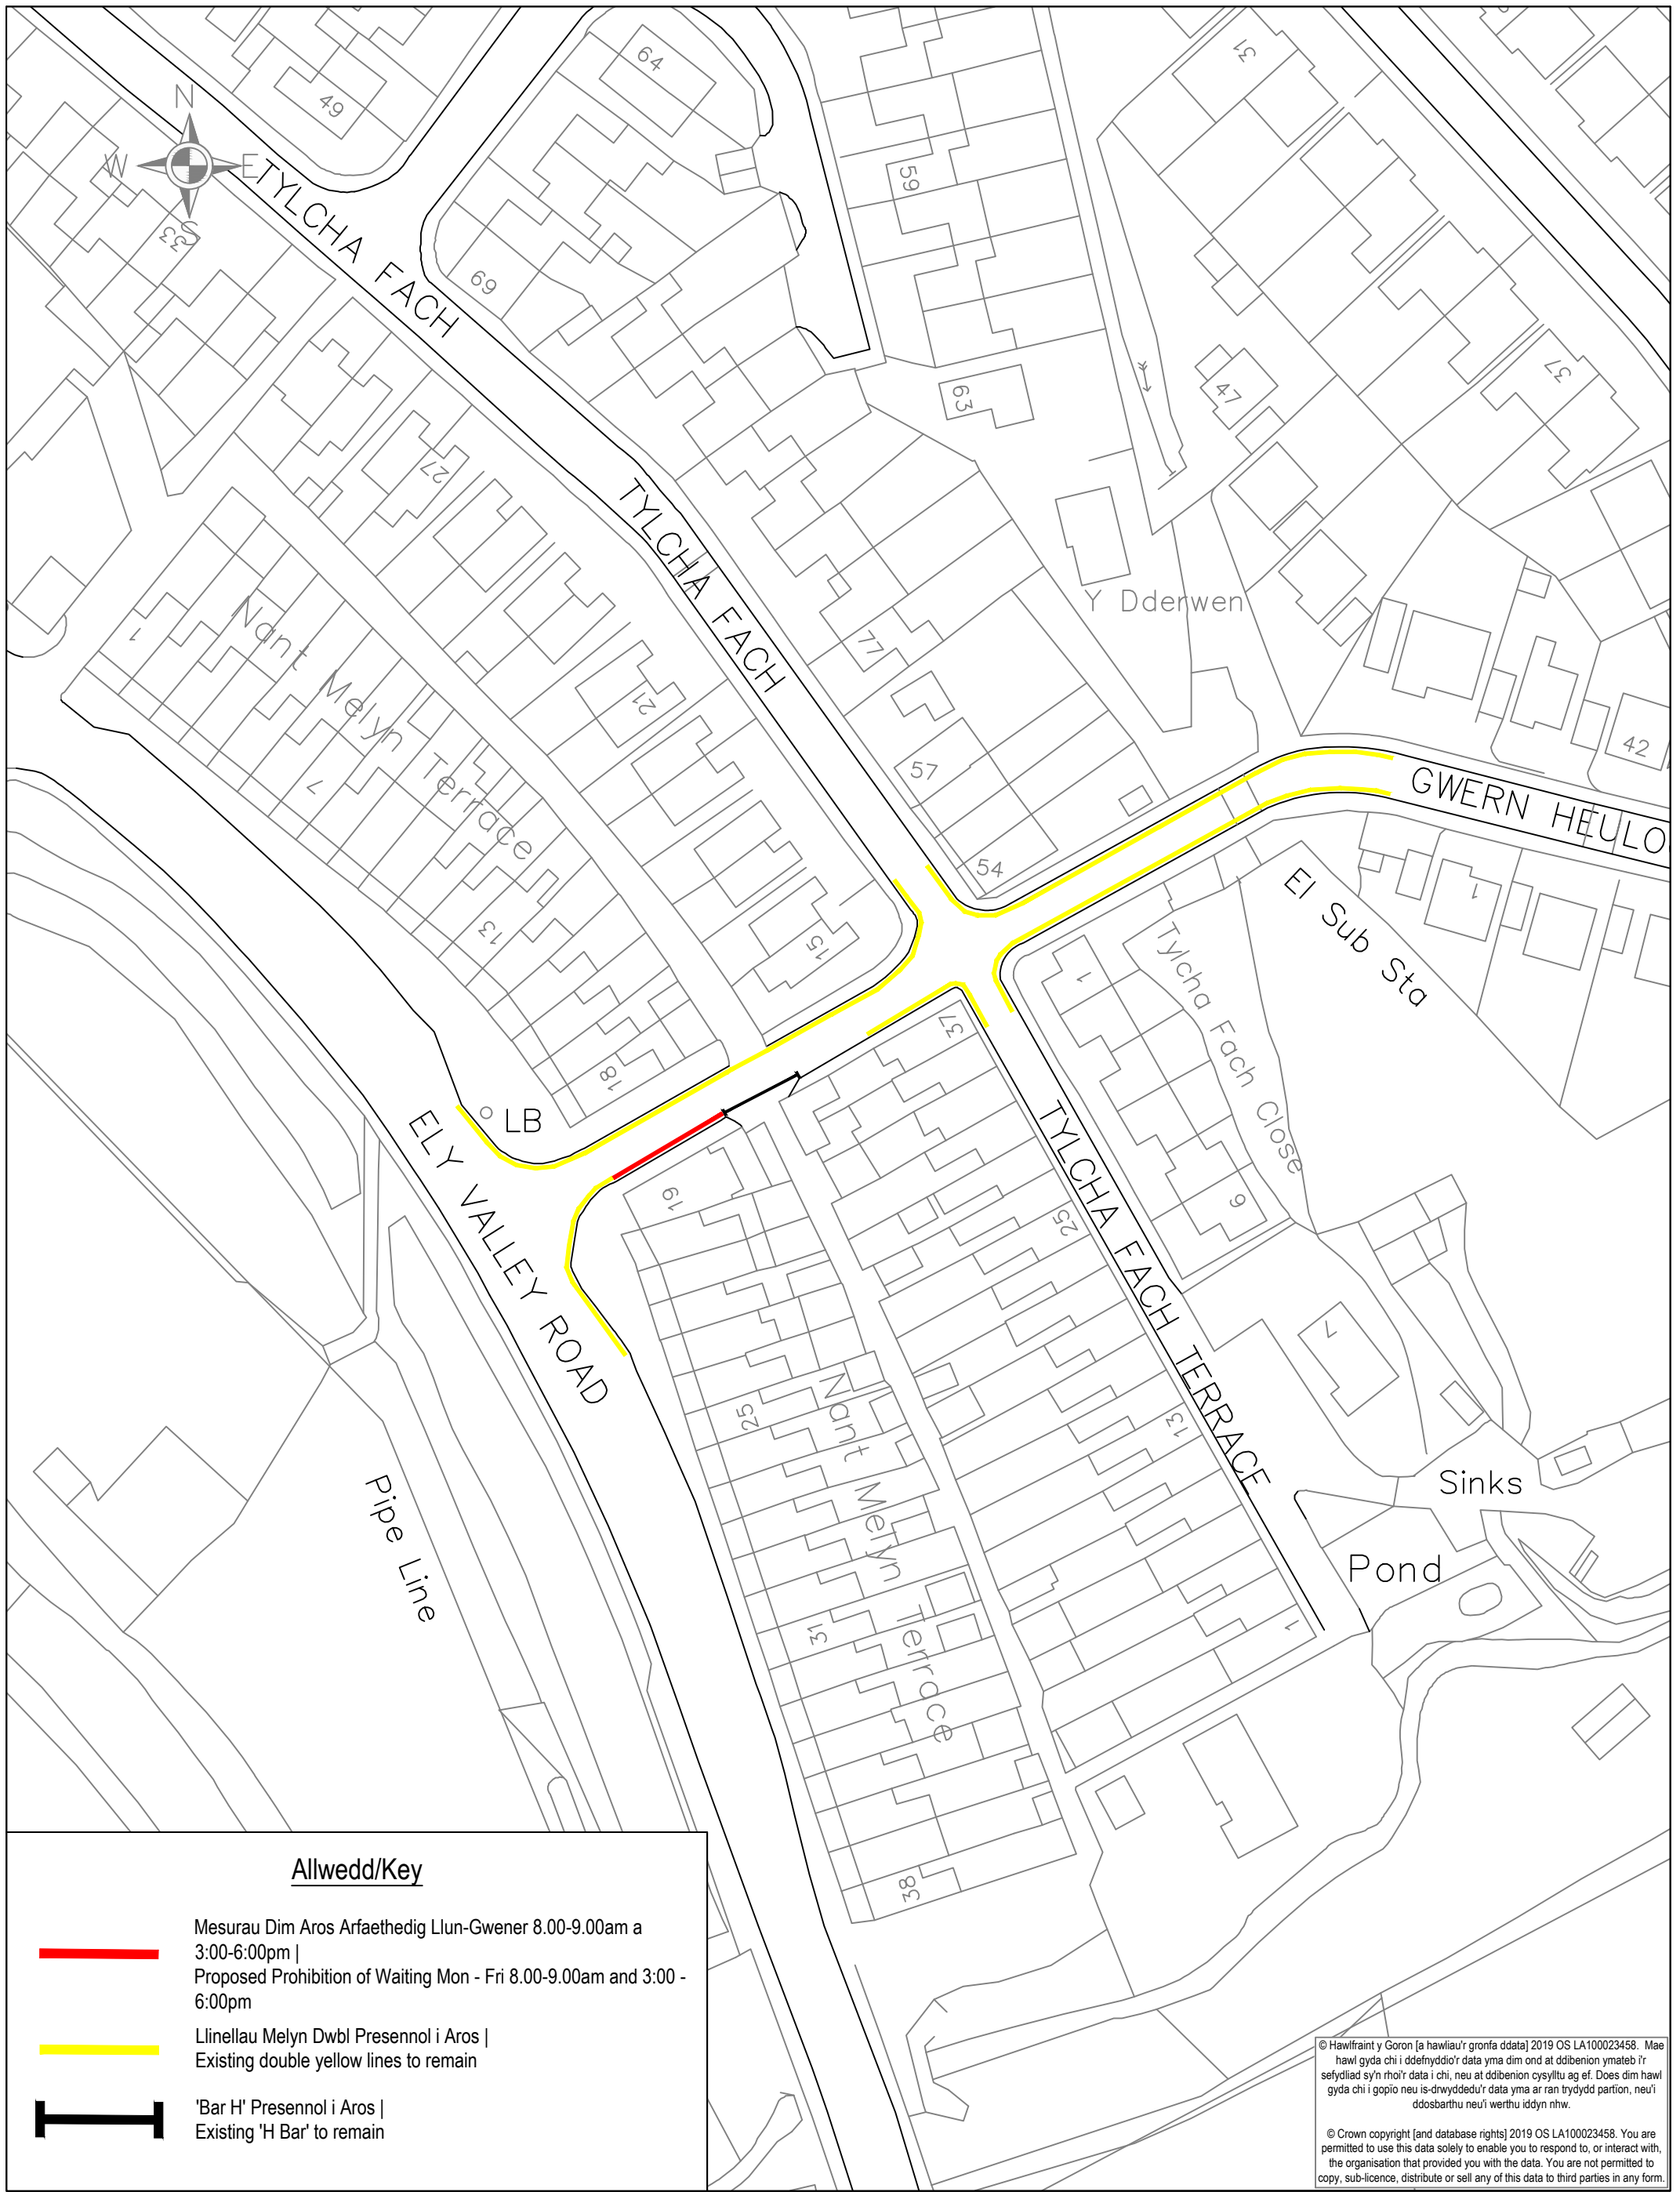 N
W
E
S
49
64
31
59
33
TYLCHA FACH
69
63
47
37
27
TYLCHA FACH
Y Dderwen
1
Nant Melyn Terrace
77
21
57
42
7
GWERN HEULO
54
El Sub Sta
1
13
15
Tylcha Fach Close
1
37
18
LB
ELY VALLEY ROAD
TYLCHA FACH TERRACE
19
25
6
7
25
Nant Melyn Terrace
13
Sinks
Pipe Line
Pond
31
1
38
Allwedd/Key
Mesurau Dim Aros Arfaethedig Llun-Gwener 8.00-9.00am a
3:00-6:00pm |
Proposed Prohibition of Waiting Mon - Fri 8.00-9.00am and 3:00 -
6:00pm
Llinellau Melyn Dwbl Presennol i Aros |
Existing double yellow lines to remain
'Bar H' Presennol i Aros |
Existing 'H Bar' to remain
© Hawlfraint y Goron [a hawliau'r gronfa ddata] 2019 OS LA100023458. Mae
hawl gyda chi i ddefnyddio'r data yma dim ond at ddibenion ymateb i'r
sefydliad sy'n rhoi'r data i chi, neu at ddibenion cysylltu ag ef. Does dim hawl
gyda chi i gopïo neu is-drwyddedu'r data yma ar ran trydydd partïon, neu'i
ddosbarthu neu'i werthu iddyn nhw.
© Crown copyright [and database rights] 2019 OS LA100023458. You are
permitted to use this data solely to enable you to respond to, or interact with,
the organisation that provided you with the data. You are not permitted to
copy, sub-licence, distribute or sell any of this data to third parties in any form.